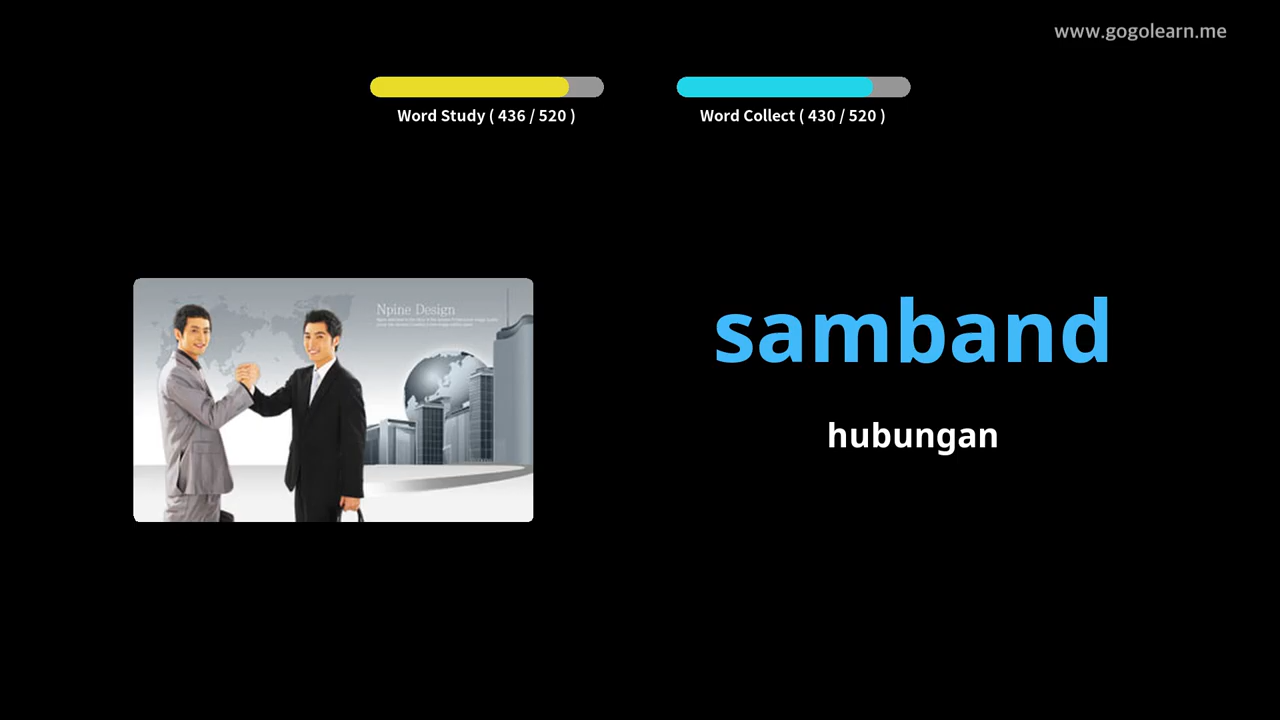 www.gogolearn.me
Word Study ( 436 / 520 )
Word Collect ( 430 / 520 )
Npine Design
samband
hubungan